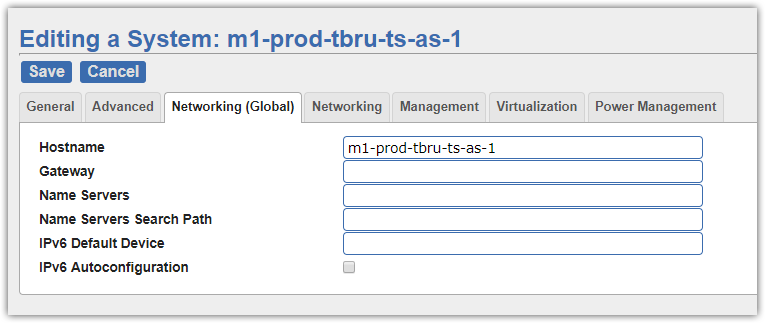 Editing a System: m1-prod-tbru-ts-as-1
Save Cancel
General Advanced Networking (Global) Networking Management Virtualization Power Management
Hostname m1-prod-tbru-ts-as-1
Gateway
Name Servers
Name Servers Search Path
IPv6 Default Device
IPv6 Autoconfiguration